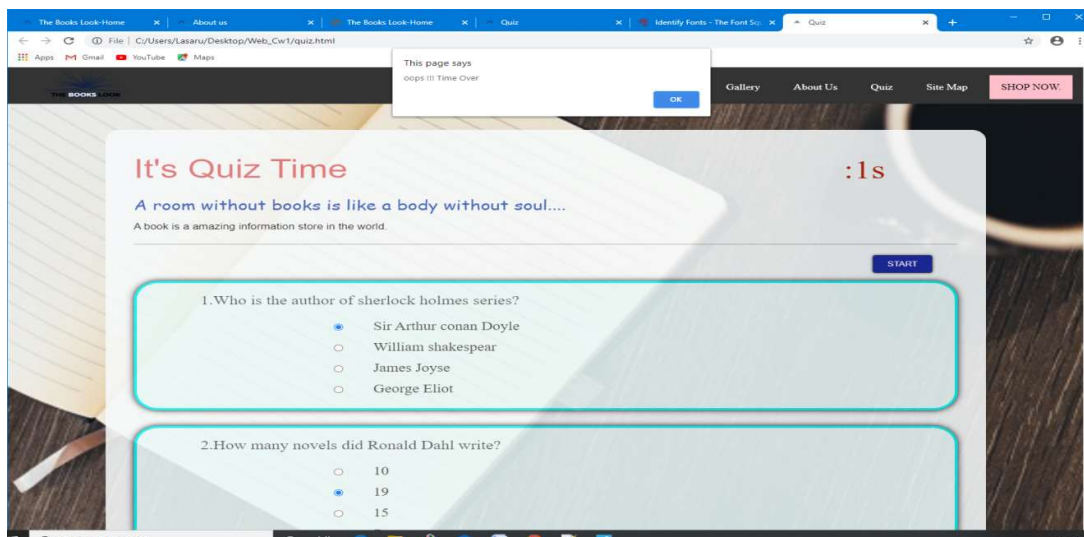 The Books Look-Home
About us
The Books Look-Home
Quiz
Identify Fonts - The Font Squ
Quiz
File | C:/Users/Lasaru/Desktop/Web_Cw1/quiz.html
Apps Gmail YouTube Maps
This page says
oops !!! Time Over
OK
THE BOOKS LOOK
Gallery About Us Quiz Site Map SHOP NOW.
It's Quiz Time
:1s
A room without books is like a body without soul....
A book is a amazing information store in the world.
START
1.Who is the author of sherlock holmes series?
Sir Arthur conan Doyle
William shakespear
James Joyse
George Eliot
2.How many novels did Ronald Dahl write?
10
19
15